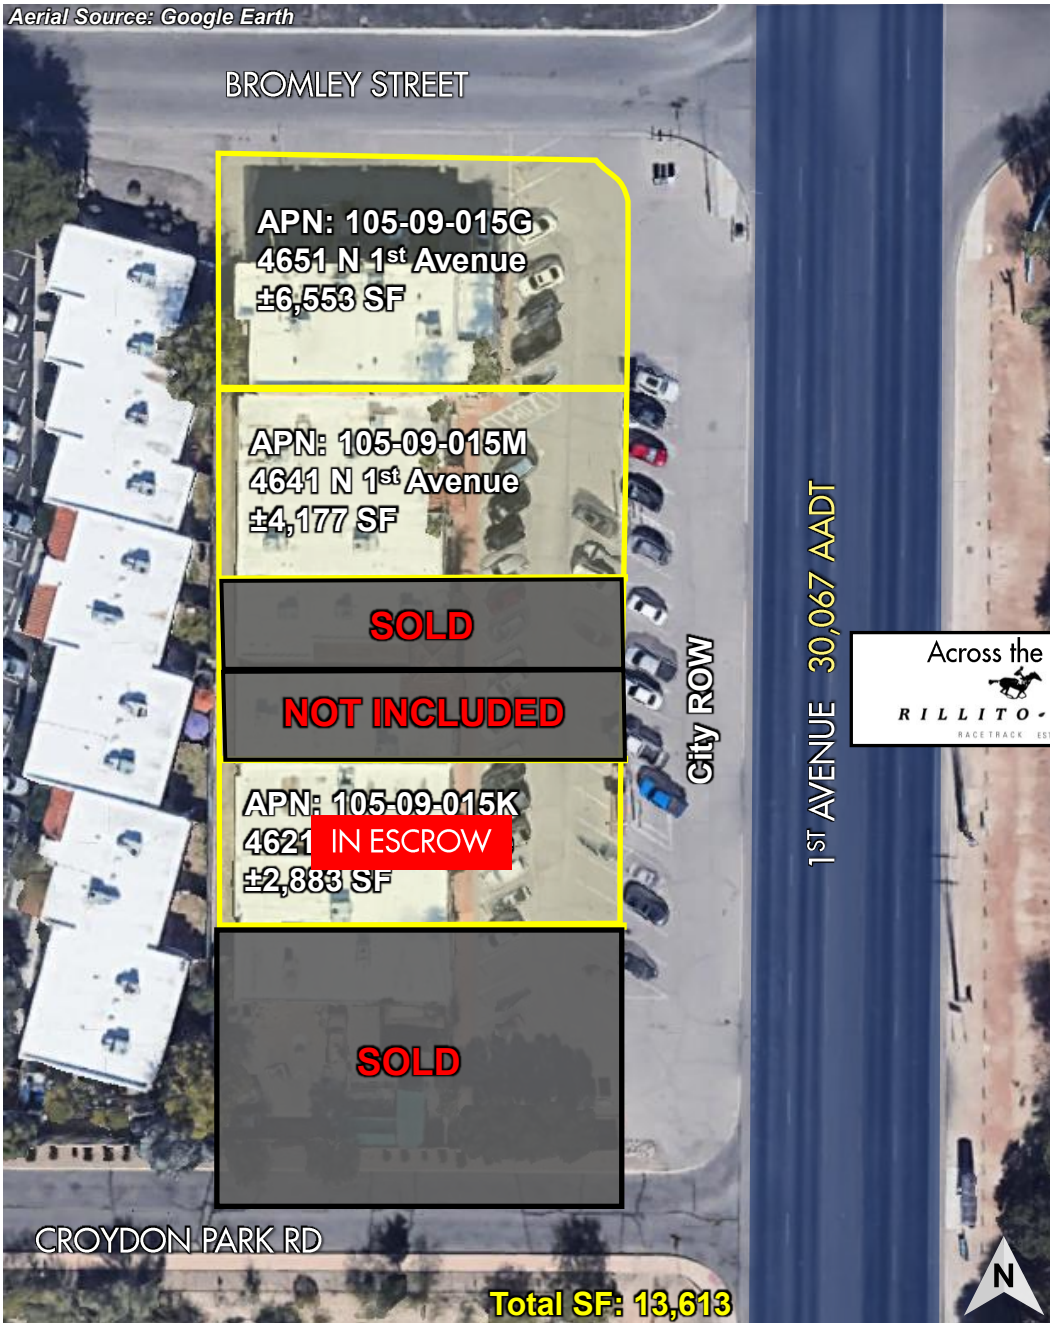 Aerial Source: Google Earth
BROMLEY STREET
APN: 105-09-015G
4651 N 1st Avenue
±6,553 SF
APN: 105-09-015M
4641 N 1st Avenue
±4,177 SF
SOLD
NOT INCLUDED
APN: 105-09-015K
4621
IN ESCROW
±2,883 SF
SOLD
City ROW
1ST AVENUE 30,067 AADT
Across the
RILLITO-
RACE TRACK EST
CROYDON PARK RD
Total SF: 13,613
N